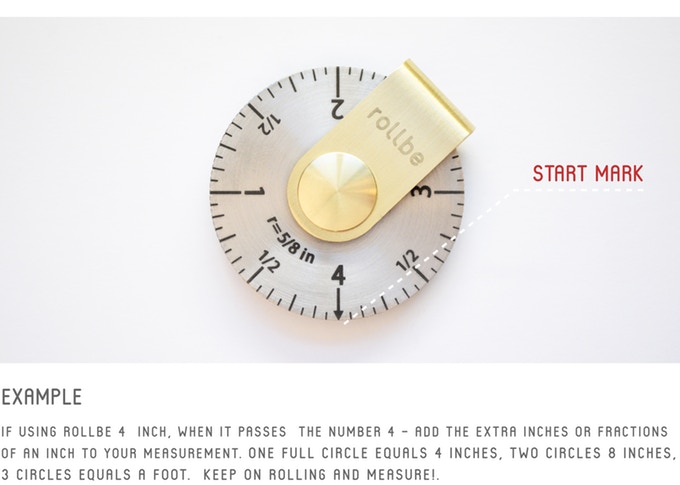 2
1/2
rollbe
START MARK
1
3
r=5/8 in
1/2
4
1/2
EXAMPLE
IF USING ROLLBE 4 INCH, WHEN IT PASSES THE NUMBER 4 - ADD THE EXTRA INCHES OR FRACTIONS
OF AN INCH TO YOUR MEASUREMENT. ONE FULL CIRCLE EQUALS 4 INCHES, TWO CIRCLES 8 INCHES,
3 CIRCLES EQUALS A FOOT. KEEP ON ROLLING AND MEASURE!.